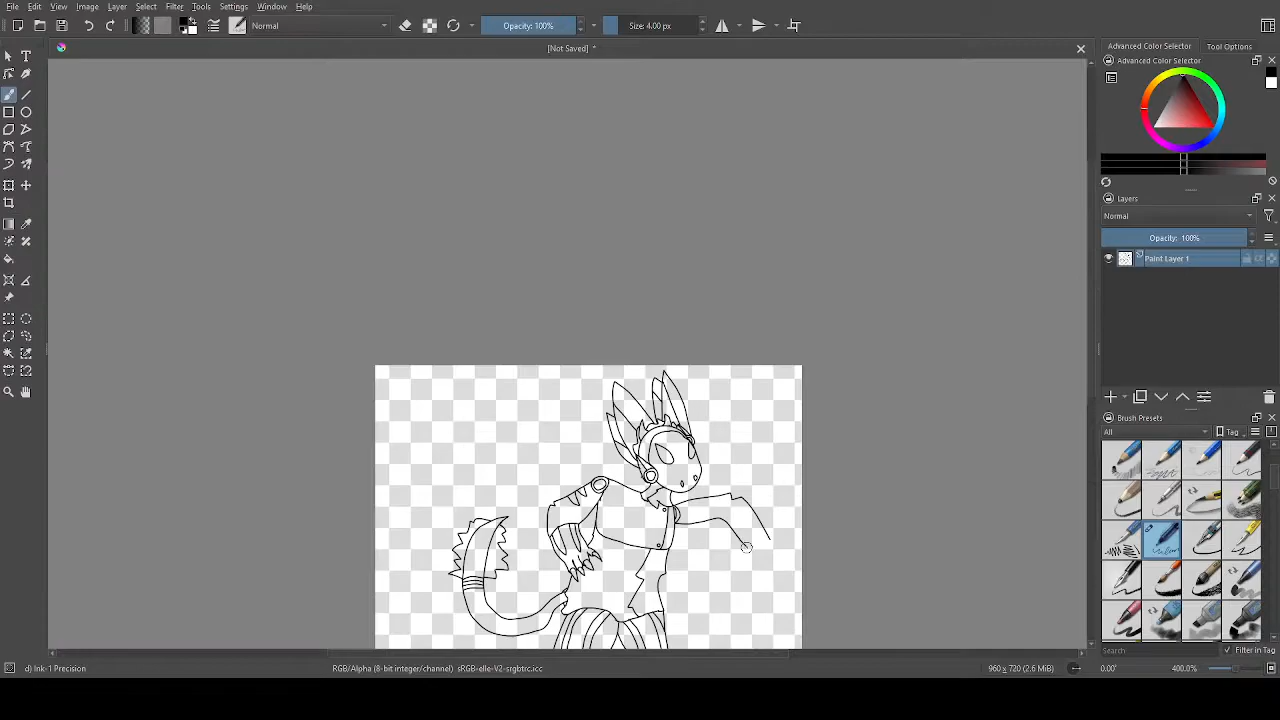 File Edit View Image Layer Select Filter Tools Settings Window Help
Normal Opacity: 100% Size: 4.00 px
[Not Saved] *
Advanced Color Selector Tool Options
Advanced Color Selector
Layers
Normal
Opacity: 100%
Paint Layer 1
Brush Presets
All Tag
Search Filter in Tag
d) Ink-1 Precision RGB/Alpha (8-bit integer/channel) sRGB-elle-V2-srgbtrc.icc 960 x 720 (2.6 MiB) 0.00° 400.0%